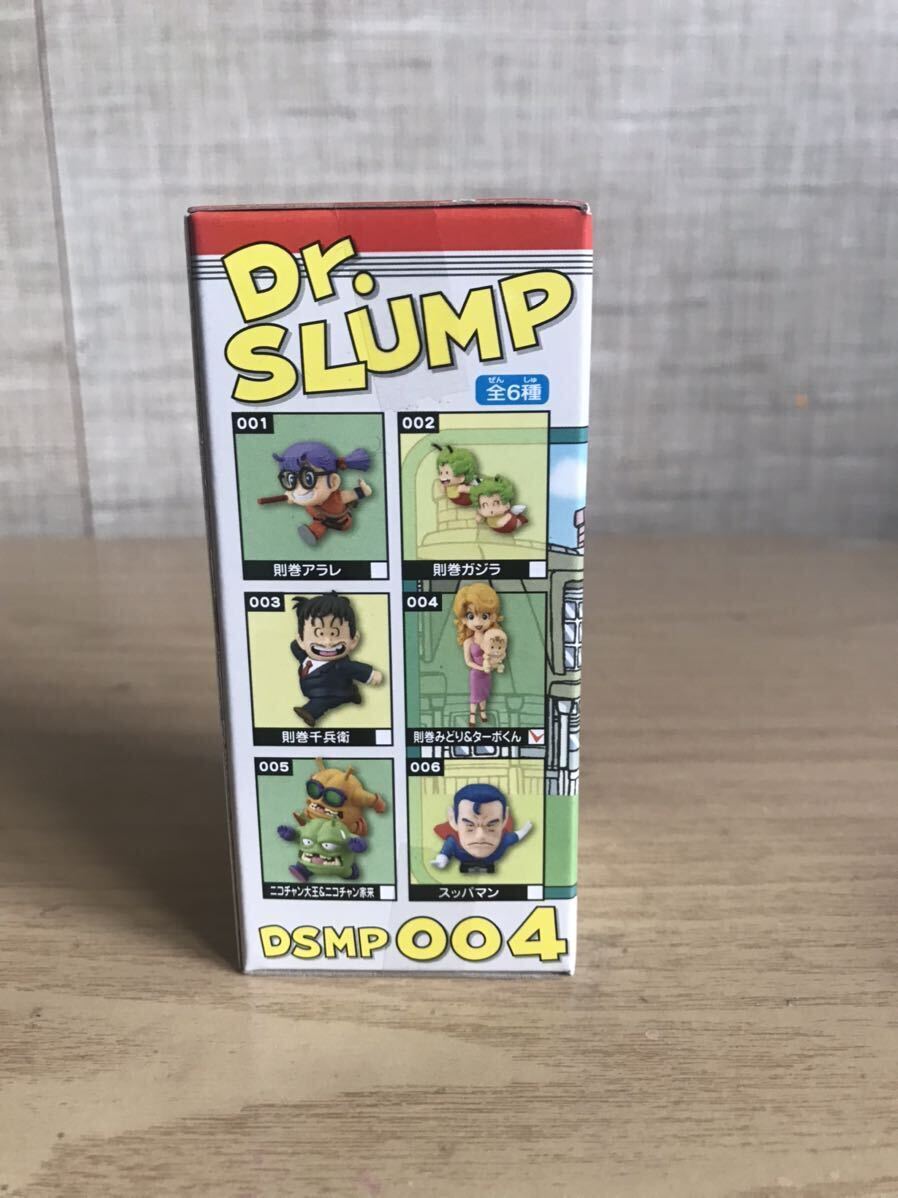 Dr.
SLUMP
ぜん しゅ
全6種
001
則巻アラレ
002
則巻ガジラ
003
則巻千兵衛
004
則巻みどり&ターボくん
005
ニコチャン大王&ニコチャン家来
006
スッパマン
DSMP 004